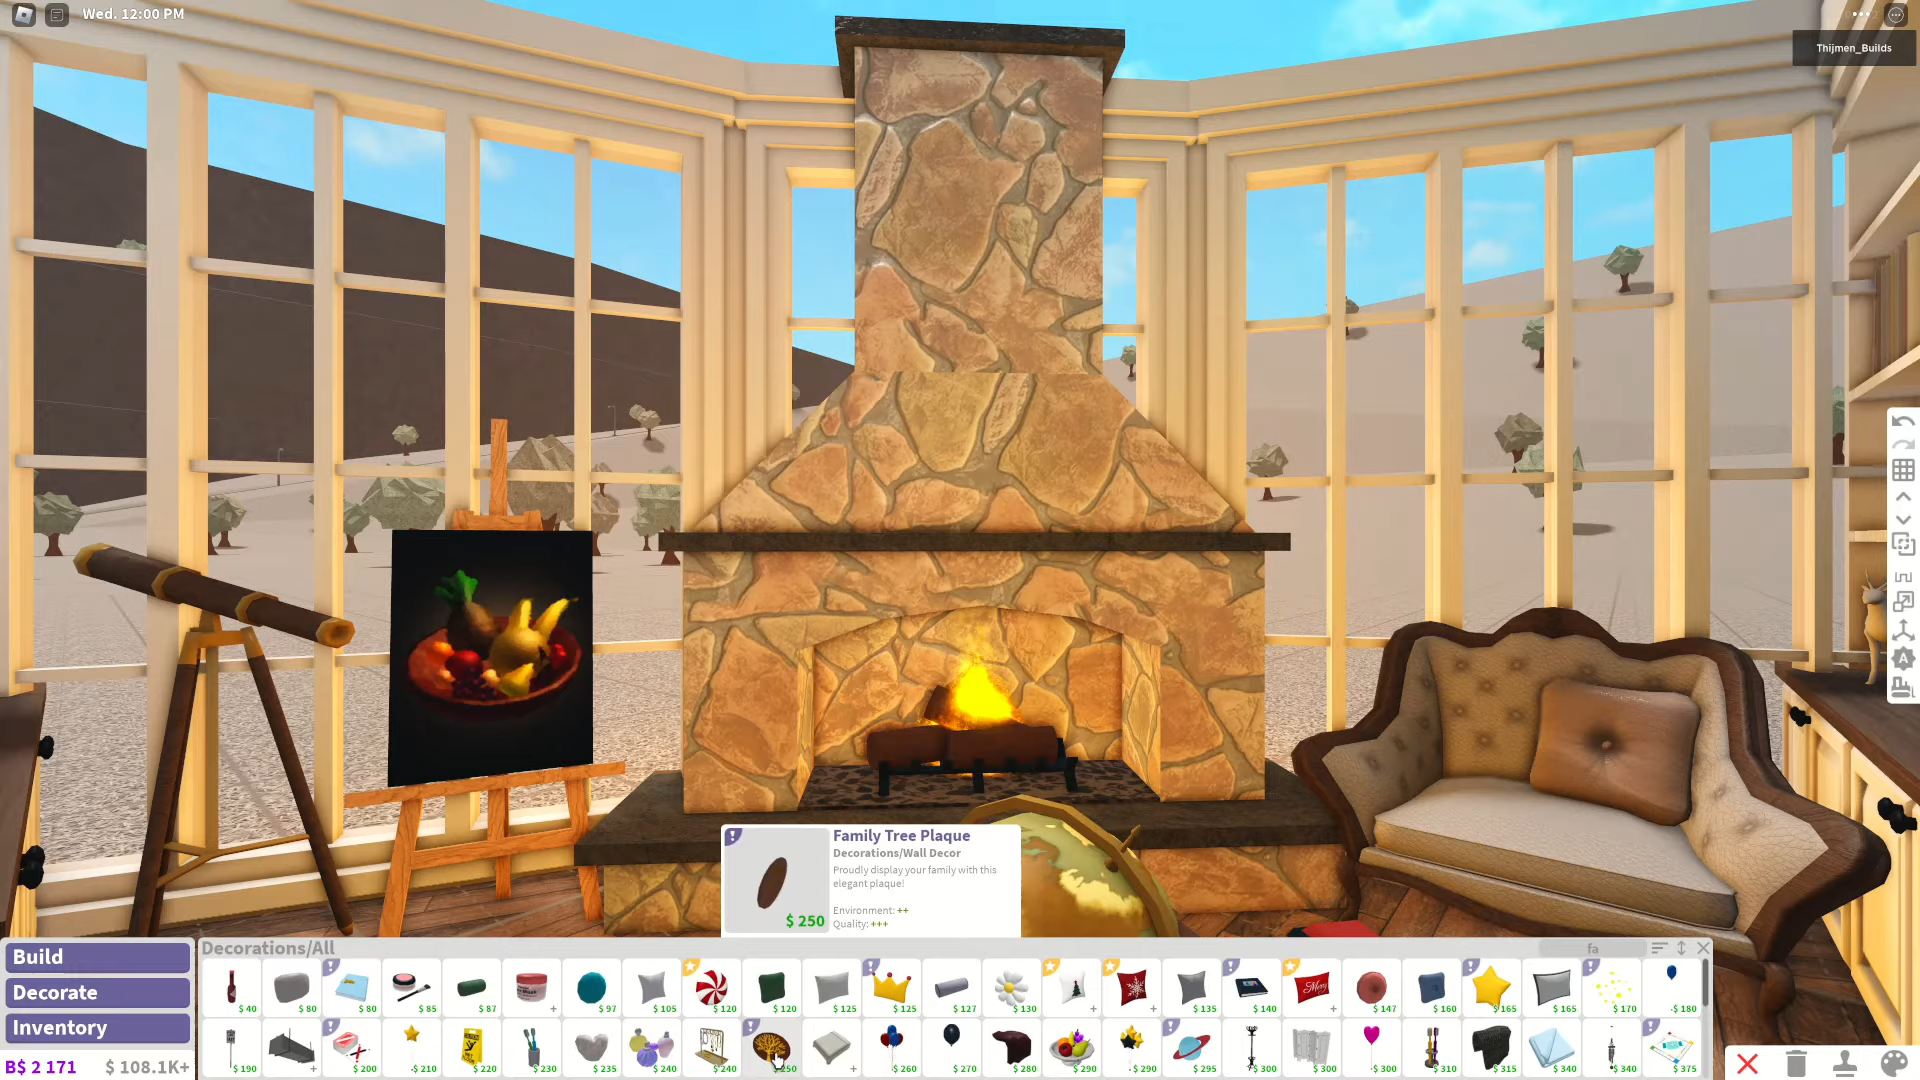 Wed. 12:00 PM
Thijmen_Builds
Family Tree Plaque
Decorations/Wall Decor
Proudly display your family with this
elegant plaque!
Environment: ++
Quality: +++
$ 250
Build
Decorate
Inventory
B$ 2 171
$ 108.1K+
Decorations/All
fa
$ 40
$ 80
$ 80
$ 85
$ 87
+
$ 97
$ 105
$ 120
$ 120
$ 125
$ 125
$ 127
$ 130
+
+
$ 135
$ 140
Merry
+
$ 147
$ 160
$ 165
$ 165
$ 170
-$ 180
$ 190
+
$ 200
-$ 210
$ 220
$ 230
$ 235
$ 240
$ 240
250
+
-$ 260
$ 270
$ 280
$ 290
- $ 290
$ 295
$ 300
$ 300
-$ 300
$ 310
$ 315
$ 340
$ 340
$ 375